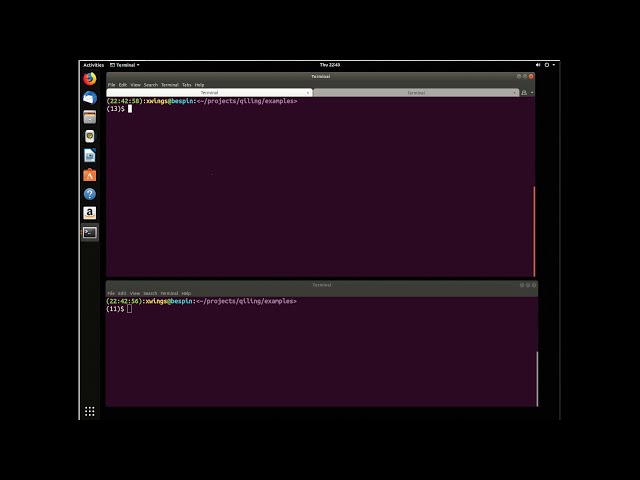 Activities Terminal Thu 22:43
Terminal
File Edit View Search Terminal Tabs Help
Terminal Terminal
(22:42:58):xwings@bespin:<~/projects/qiling/examples>
(13)$
Terminal
File Edit View Search Terminal Help
(22:42:56):xwings@bespin:<~/projects/qiling/examples>
(11)$